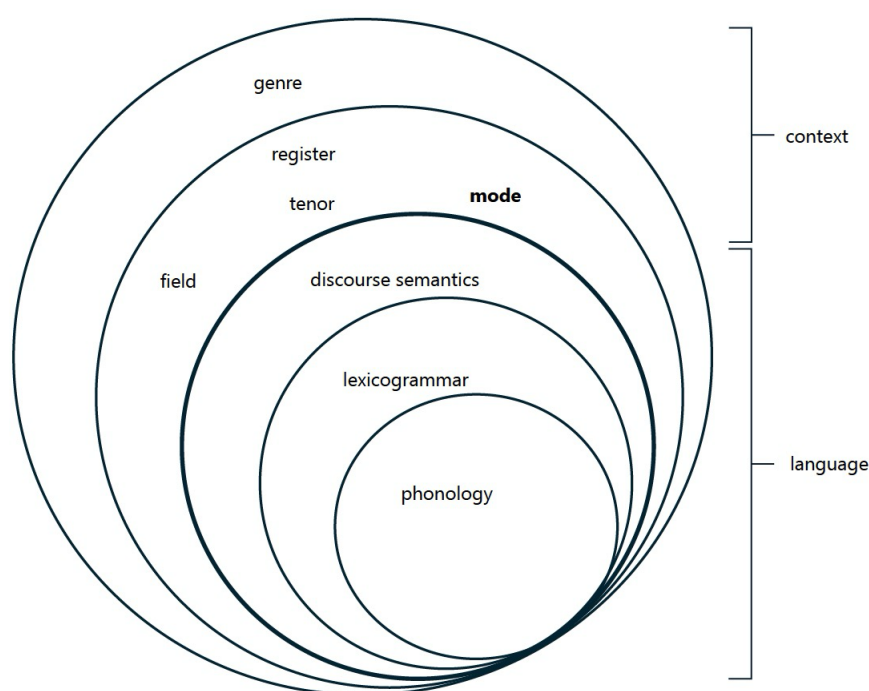 genre
context
register
mode
tenor
field
discourse semantics
lexicogrammar
language
phonology